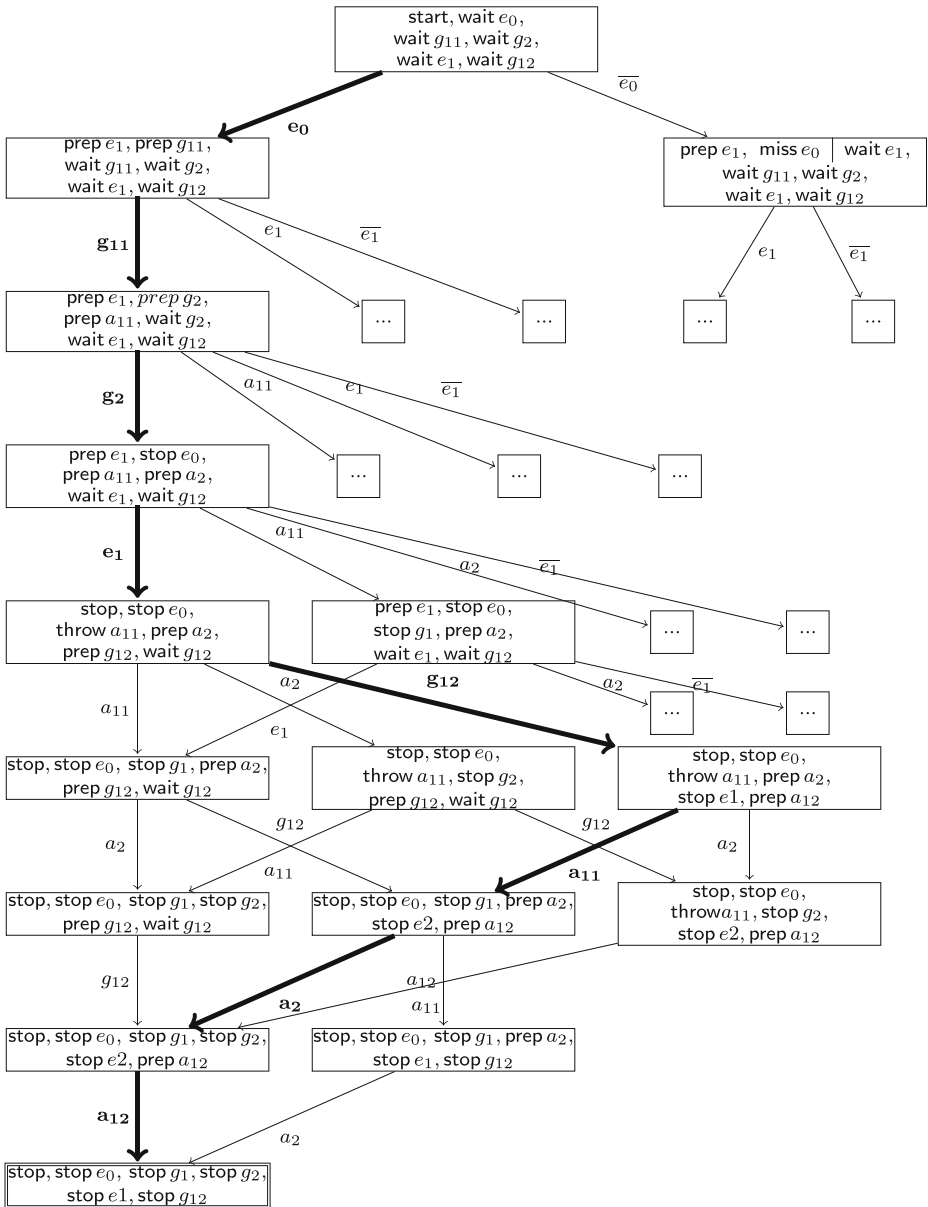 start, wait e₀,
wait g₁₁, wait g₂,
wait e₁, wait g₁₂
e̅₀̅
e₀
prep e₁, prep g₁₁,
wait g₁₁, wait g₂,
wait e₁, wait g₁₂
prep e₁, miss e₀ | wait e₁,
wait g₁₁, wait g₂,
wait e₁, wait g₁₂
g₁₁
e₁
e̅₁̅
e₁
e̅₁̅
prep e₁, prep g₂,
prep a₁₁, wait g₂,
wait e₁, wait g₁₂
...
...
...
...
g₂
a₁₁
e₁
e̅₁̅
prep e₁, stop e₀,
prep a₁₁, prep a₂,
wait e₁, wait g₁₂
...
...
...
e₁
a₁₁
a₂
e̅₁̅
stop, stop e₀,
throw a₁₁, prep a₂,
prep g₁₂, wait g₁₂
prep e₁, stop e₀,
stop g₁, prep a₂,
wait e₁, wait g₁₂
...
...
a₁₁
a₂
e₁
g₁₂
a₂
e̅₁̅
...
...
stop, stop e₀, stop g₁, prep a₂,
prep g₁₂, wait g₁₂
stop, stop e₀,
throw a₁₁, stop g₂,
prep g₁₂, wait g₁₂
stop, stop e₀,
throw a₁₁, prep a₂,
stop e1, prep a₁₂
a₂
g₁₂
a₁₁
g₁₂
a₁₁
a₂
stop, stop e₀, stop g₁, stop g₂,
prep g₁₂, wait g₁₂
stop, stop e₀, stop g₁, prep a₂,
stop e2, prep a₁₂
stop, stop e₀,
throwa₁₁, stop g₂,
stop e2, prep a₁₂
g₁₂
a₂
a₁₂
a₁₁
stop, stop e₀, stop g₁, stop g₂,
stop e2, prep a₁₂
stop, stop e₀, stop g₁, prep a₂,
stop e₁, stop g₁₂
a₁₂
a₂
stop, stop e₀, stop g₁, stop g₂,
stop e1, stop g₁₂